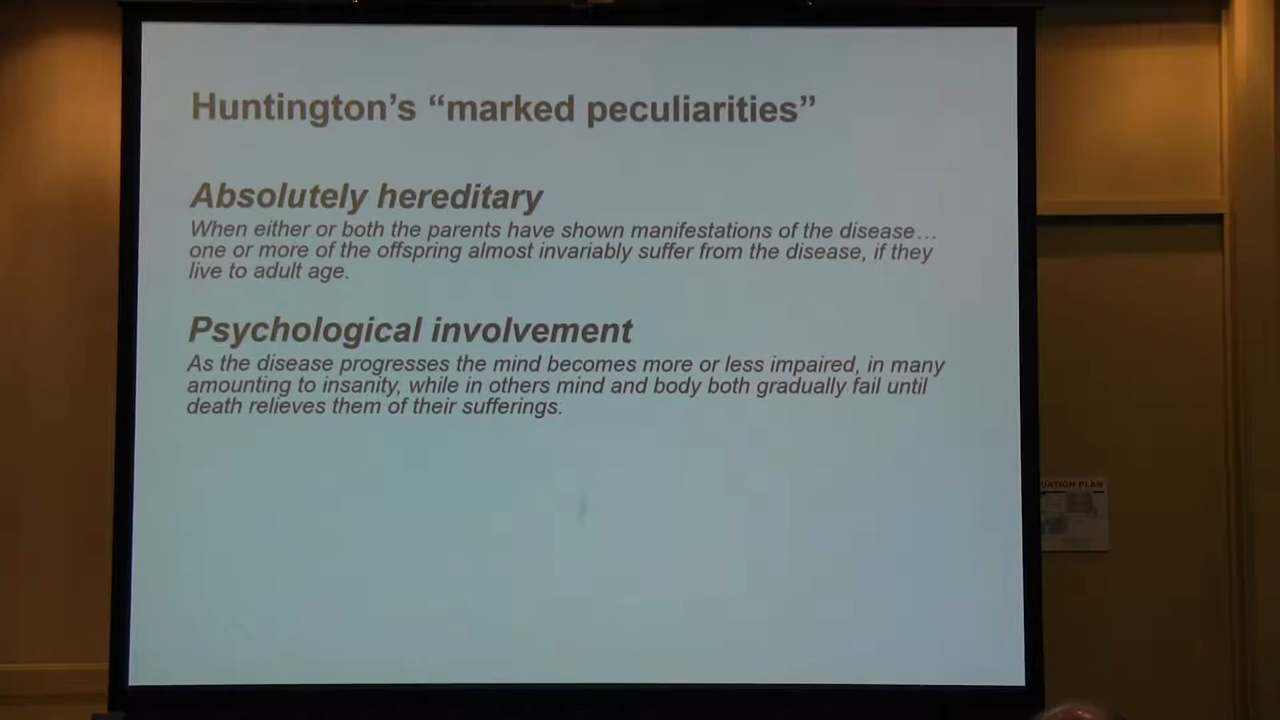 Huntington’s “marked peculiarities”
Absolutely hereditary
When either or both the parents have shown manifestations of the disease…
one or more of the offspring almost invariably suffer from the disease, if they
live to adult age.
Psychological involvement
As the disease progresses the mind becomes more or less impaired, in many
amounting to insanity, while in others mind and body both gradually fail until
death relieves them of their sufferings.
UATION PLAN